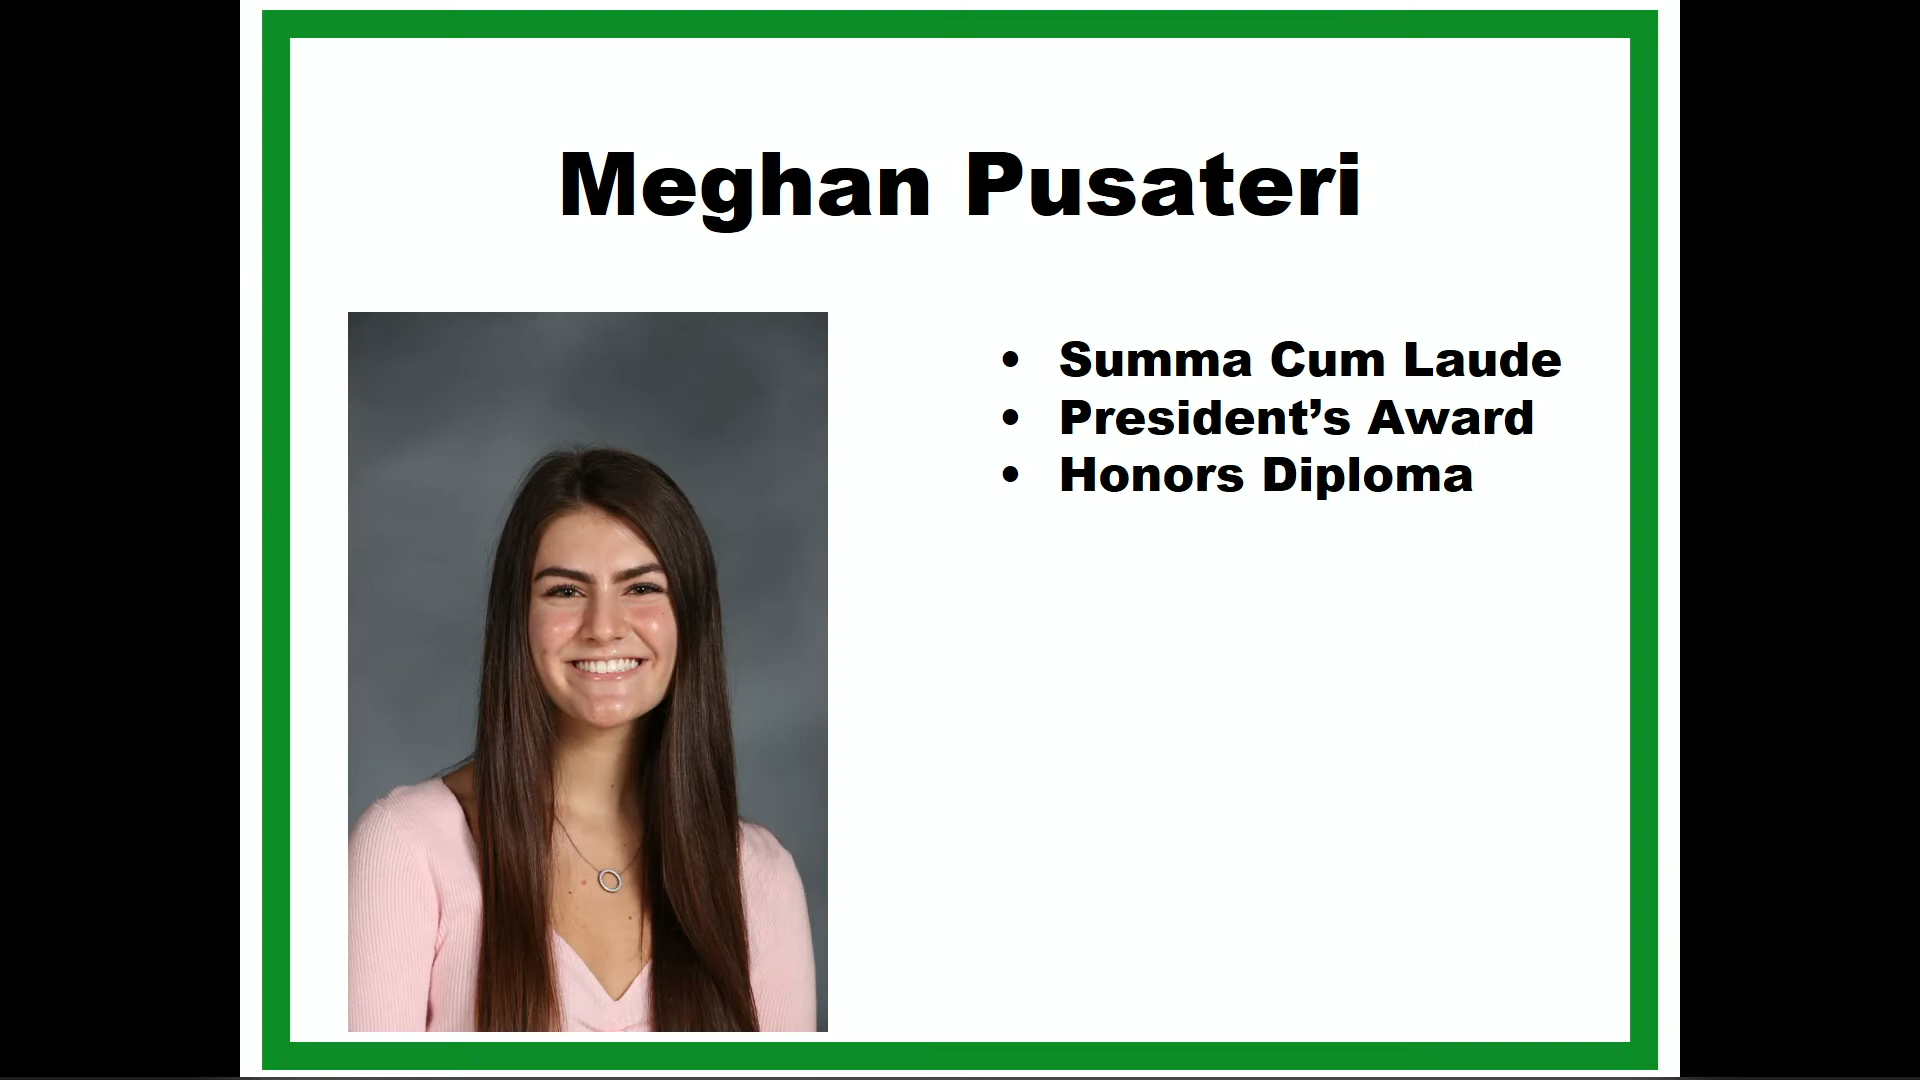 Meghan Pusateri
• Summa Cum Laude
• President’s Award
• Honors Diploma